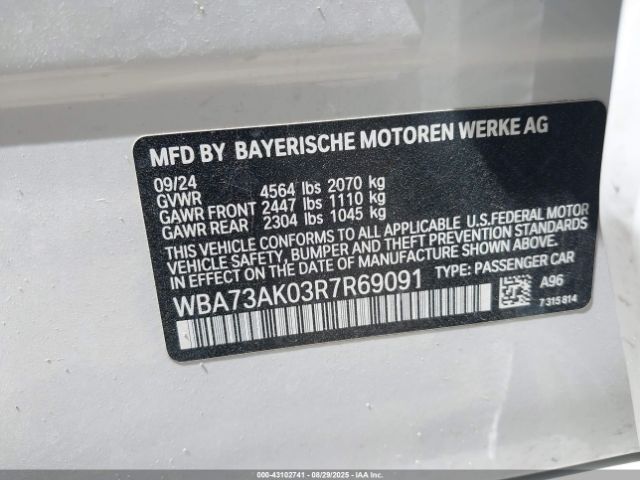 MFD BY BAYERISCHE MOTOREN WERKE AG
09/24
GVWR 4564 lbs 2070 kg
GAWR FRONT 2447 lbs 1110 kg
GAWR REAR 2304 lbs 1045 kg
THIS VEHICLE CONFORMS TO ALL APPLICABLE U.S.FEDERAL MOTOR
VEHICLE SAFETY, BUMPER AND THEFT PREVENTION STANDARDS
IN EFFECT ON THE DATE OF MANUFACTURE SHOWN ABOVE.
WBA73AK03R7R69091 TYPE: PASSENGER CAR
A96
7 315 814
000-43102741 - 08/29/2025 - IAAI.COM